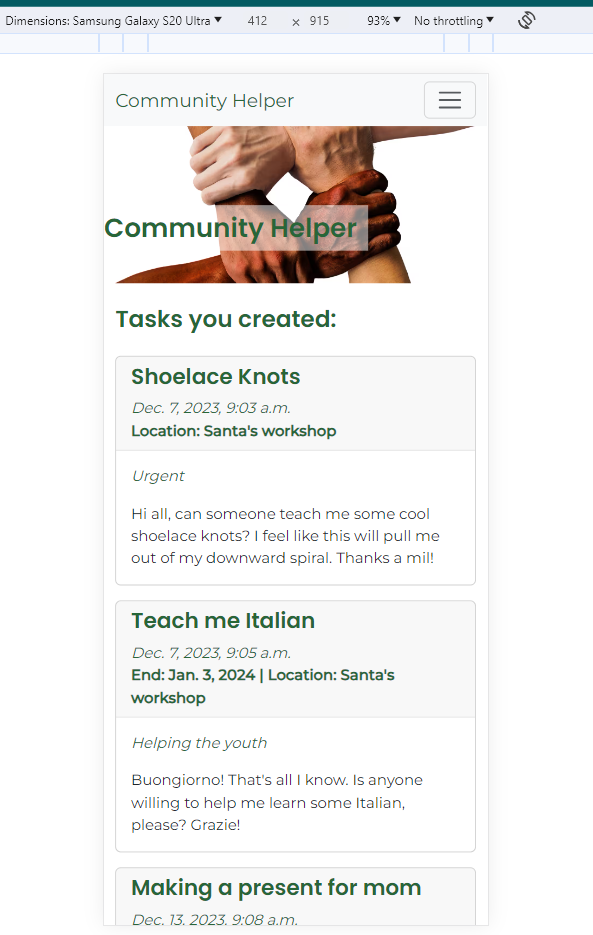 Dimensions: Samsung Galaxy S20 Ultra 412 × 915 93% No throttling
Community Helper
Community Helper
Tasks you created:
Shoelace Knots
Dec. 7, 2023, 9:03 a.m.
Location: Santa's workshop
Urgent
Hi all, can someone teach me some cool
shoelace knots? I feel like this will pull me
out of my downward spiral. Thanks a mil!
Teach me Italian
Dec. 7, 2023, 9:05 a.m.
End: Jan. 3, 2024 | Location: Santa's
workshop
Helping the youth
Buongiorno! That's all I know. Is anyone
willing to help me learn some Italian,
please? Grazie!
Making a present for mom
Dec. 13, 2023, 9:08 a.m.